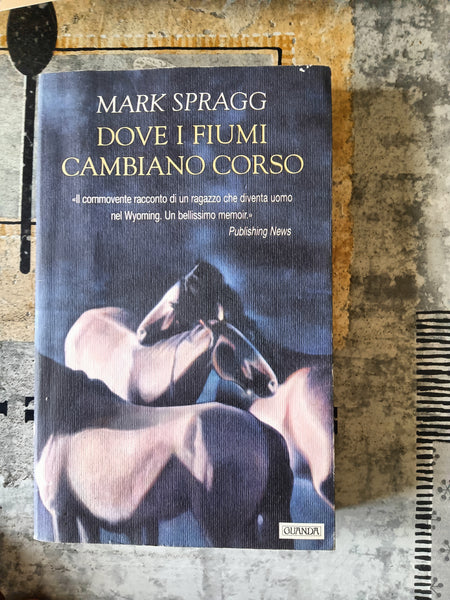 MARK SPRAGG
DOVE I FIUMI
CAMBIANO CORSO
«Il commovente racconto di un ragazzo che diventa uomo
nel Wyoming. Un bellissimo memoir.»
Publishing News
GUANDA